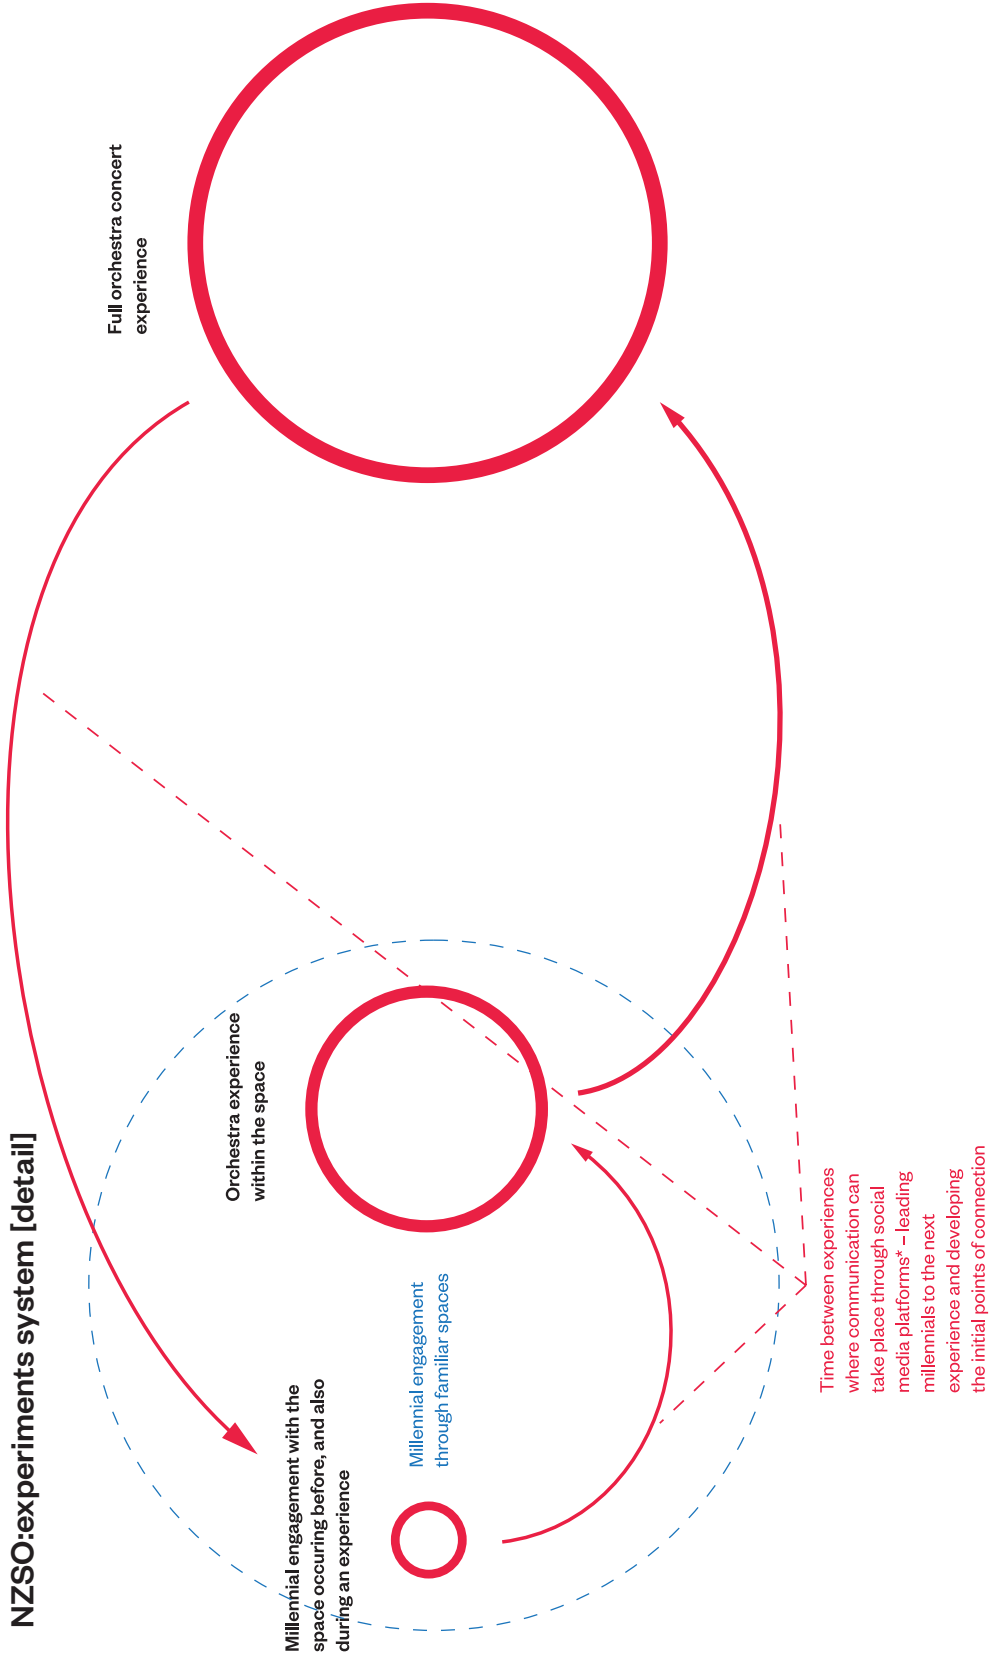 NZSO:experiments system [detail]
Millennial engagement with the
space occuring before, and also
during an experience
Millennial engagement
through familiar spaces
Orchestra experience
within the space
Full orchestra concert
experience
Time between experiences
where communication can
take place through social
media platforms* – leading
millennials to the next
experience and developing
the initial points of connection